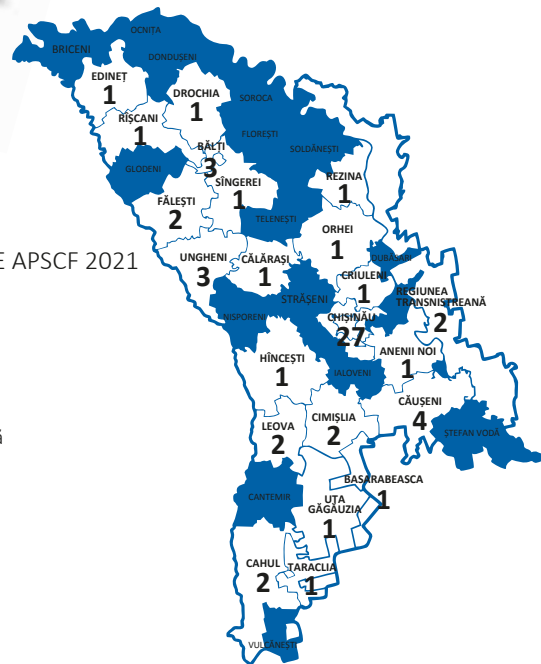 OCNIȚA
BRICENI
DONDUȘENI
EDINEȚ
1
DROCHIA
1
SOROCA
RÎȘCANI
1
FLOREȘTI
BĂLȚI
3
SOLDĂNEȘTI
GLODENI
SÎNGEREI
1
REZINA
1
FĂLEȘTI
2
TELENEȘTI
ORHEI
1
E APSCF 2021
UNGHENI
3
CĂLĂRAȘI
1
DUBĂSARI
CRIULENI
1
REGIUNEA
TRANSNISTREANĂ
2
STRĂȘENI
NISPORENI
CHIȘINĂU
27
ANENII NOI
1
HÎNCEȘTI
1
IALOVENI
CĂUȘENI
4
CIMIȘLIA
2
LEOVA
2
ȘTEFAN VODĂ
ă
BASARABEASCA
1
CANTEMIR
UTA
GĂGĂUZIA
1
CAHUL
2
TARACLIA
1
VULCĂNEȘTI